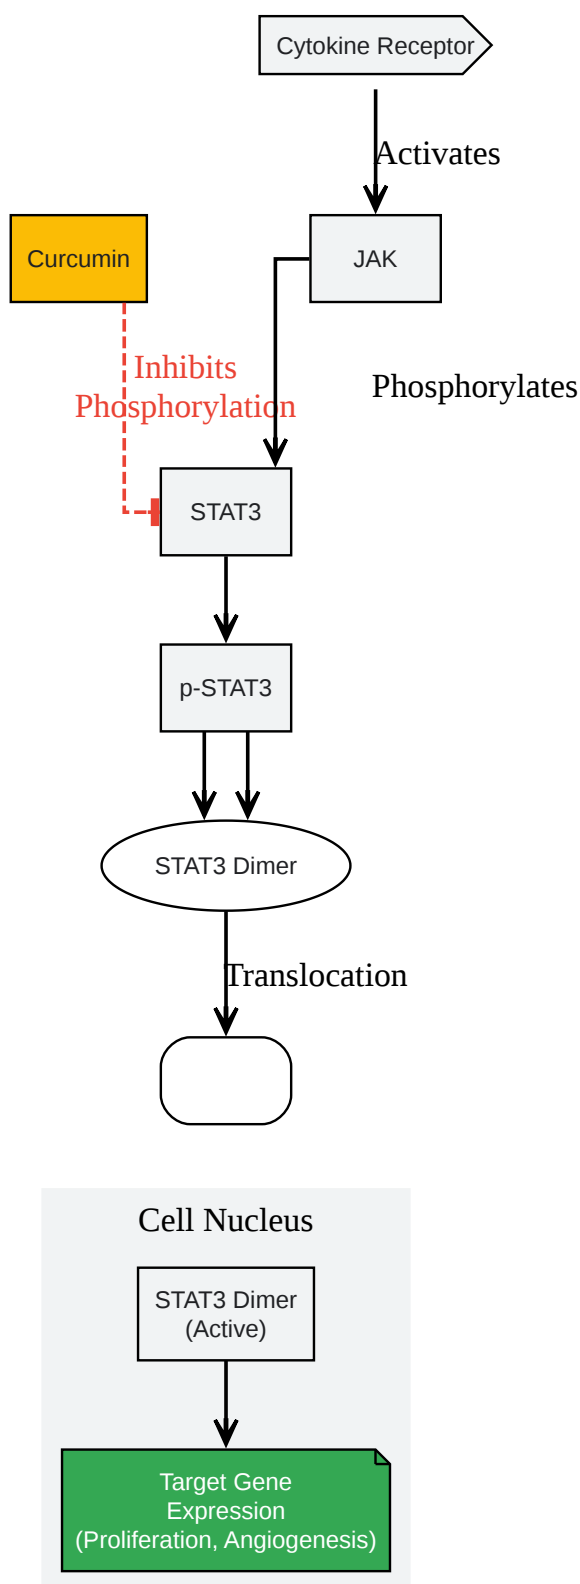 Cytokine Receptor
Activates
Curcumin
JAK
Inhibits
Phosphorylation
Phosphorylates
STAT3
p-STAT3
STAT3 Dimer
Translocation
Cell Nucleus
STAT3 Dimer
(Active)
Target Gene
Expression
(Proliferation, Angiogenesis)